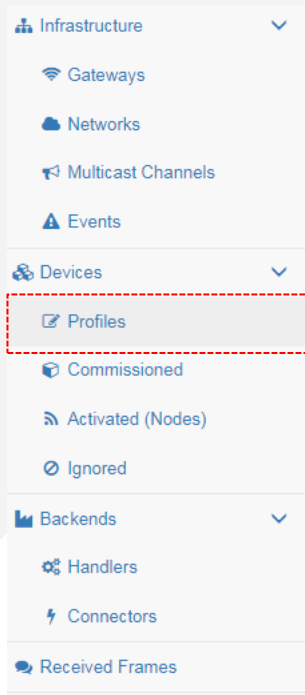 Infrastructure
Gateways
Networks
Multicast Channels
Events
Devices
Profiles
Commissioned
Activated (Nodes)
Ignored
Backends
Handlers
Connectors
Received Frames